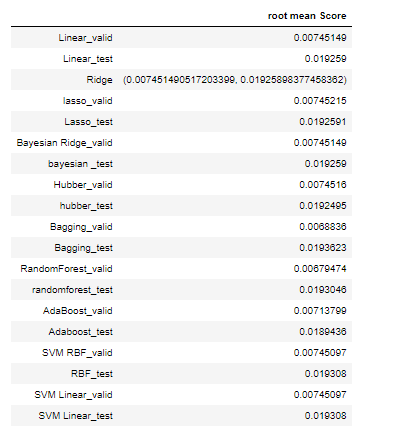 root mean Score
Linear_valid 0.00745149
Linear_test 0.019259
Ridge (0.007451490517203399, 0.01925898377458362)
lasso_valid 0.00745215
Lasso_test 0.0192591
Bayesian Ridge_valid 0.00745149
bayesian _test 0.019259
Hubber_valid 0.0074516
hubber_test 0.0192495
Bagging_valid 0.0068836
Bagging_test 0.0193623
RandomForest_valid 0.00679474
randomforest_test 0.0193046
AdaBoost_valid 0.00713799
Adaboost_test 0.0189436
SVM RBF_valid 0.00745097
RBF_test 0.019308
SVM Linear_valid 0.00745097
SVM Linear_test 0.019308